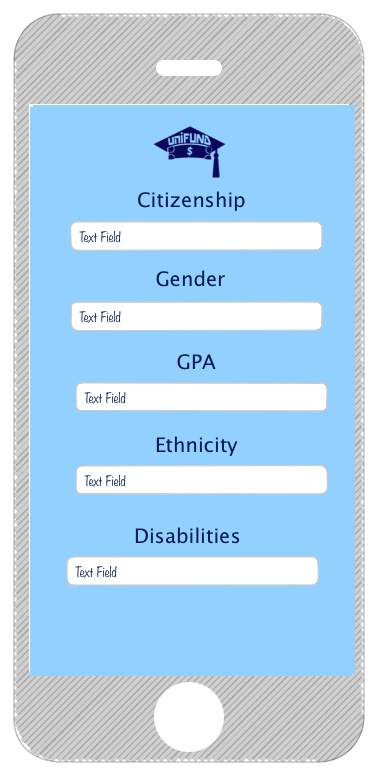 UNIFUND
$
Citizenship
Text Field
Gender
Text Field
GPA
Text Field
Ethnicity
Text Field
Disabilities
Text Field